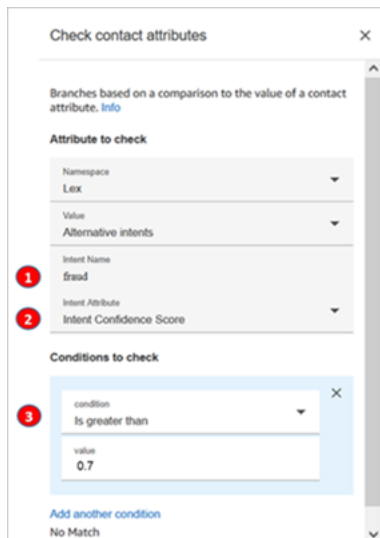 Check contact attributes
Branches based on a comparison to the value of a contact
attribute. Info
Attribute to check
Namespace
Lex
Value
Alternative intents
Intent Name
1
fraud
Intent Attribute
2
Intent Confidence Score
Conditions to check
condition
3
Is greater than
value
0.7
Add another condition
No Match